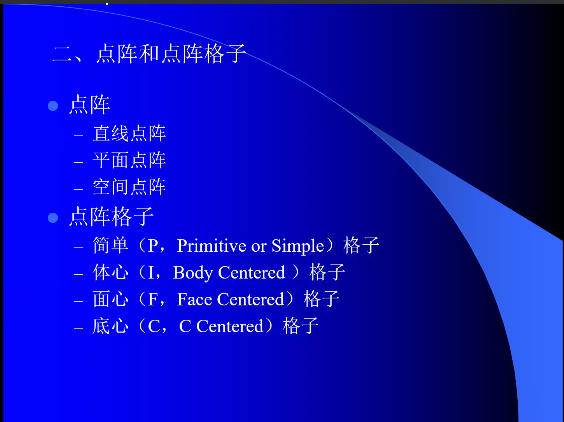 二、点阵和点阵格子
点阵
– 直线点阵
– 平面点阵
– 空间点阵
点阵格子
– 简单（P，Primitive or Simple）格子
– 体心（I，Body Centered ）格子
– 面心（F，Face Centered）格子
– 底心（C，C Centered）格子